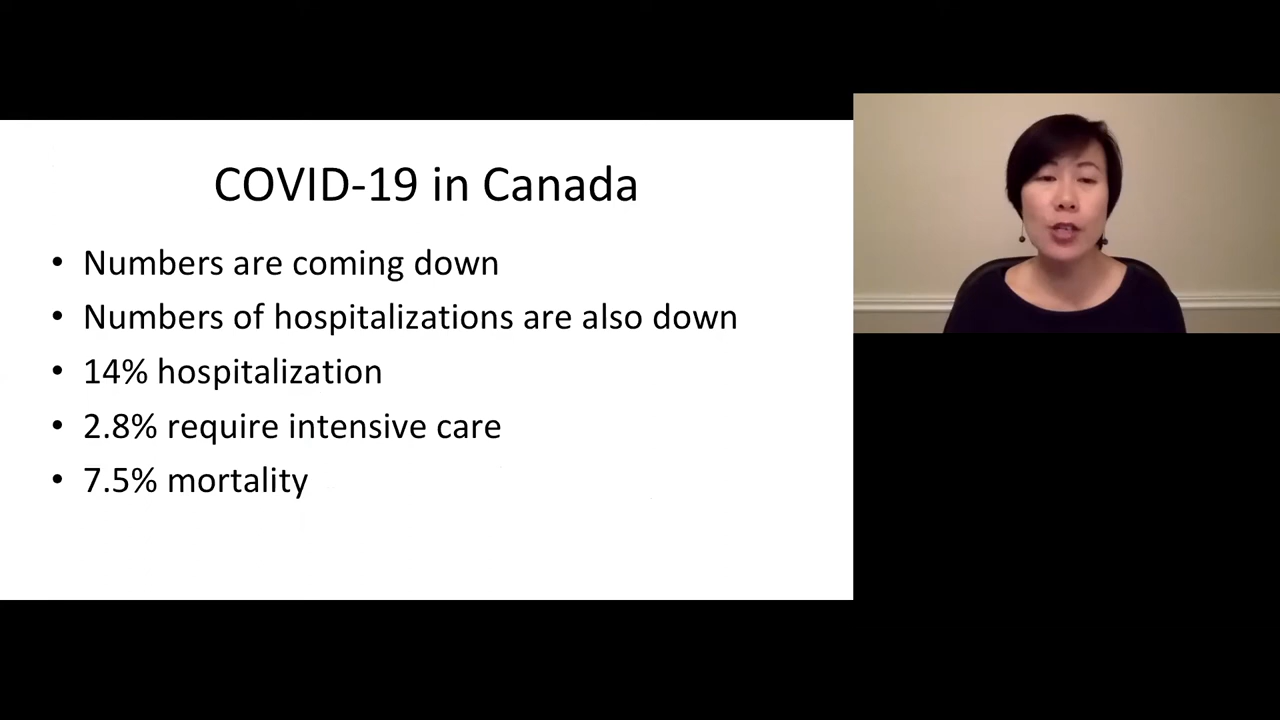 COVID-19 in Canada
• Numbers are coming down
• Numbers of hospitalizations are also down
• 14% hospitalization
• 2.8% require intensive care
• 7.5% mortality